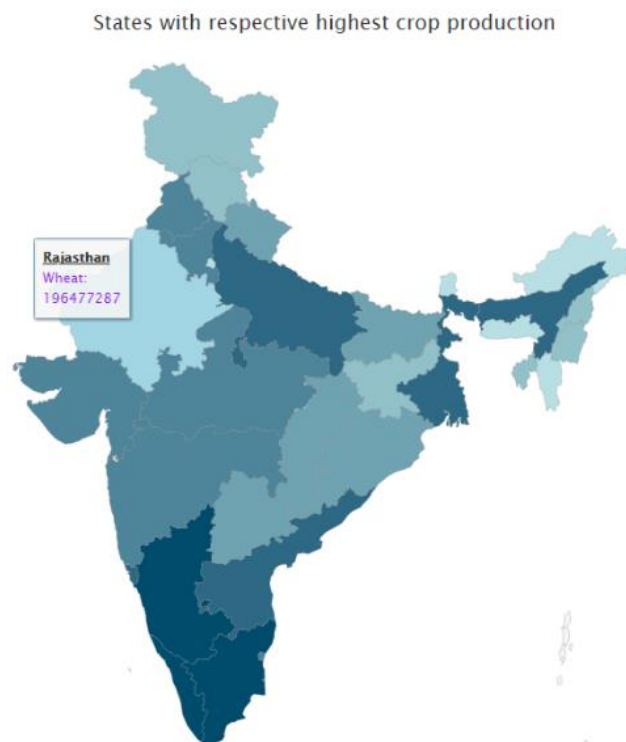 States with respective highest crop production
Rajasthan
Wheat:
196477287